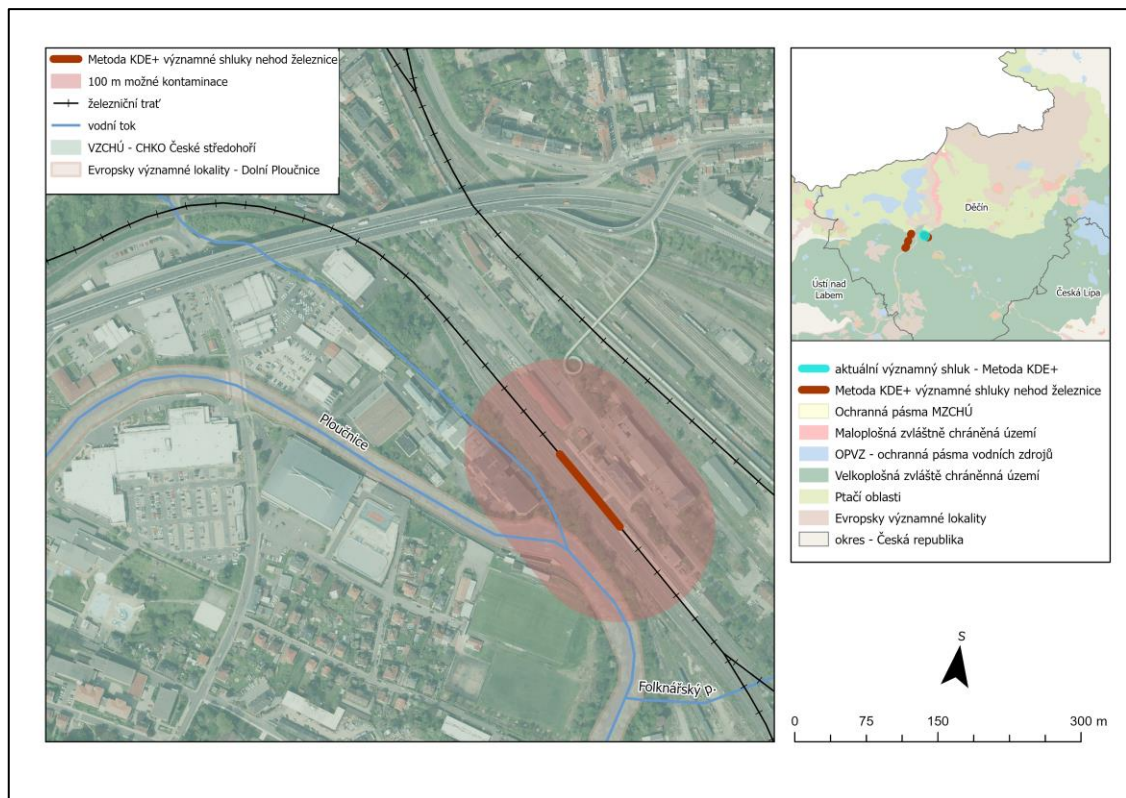 Metoda KDE+ významné shluky nehod železnice
100 m možné kontaminace
železniční trať
vodní tok
VZCHÚ - CHKO České středohoří
Evropsky významné lokality - Dolní Ploučnice
Ploučnice
Folknářský p.
Děčín
Ústí nad
Labem
Česká Lípa
aktuální významný shluk - Metoda KDE+
Metoda KDE+ významné shluky nehod železnice
Ochranná pásma MZCHÚ
Maloplošná zvláštně chráněná území
OPVZ - ochranná pásma vodních zdrojů
Velkoplošná zvláště chráněnná území
Ptačí oblasti
Evropsky významné lokality
okres - Česká republika
S
0 75 150 300 m